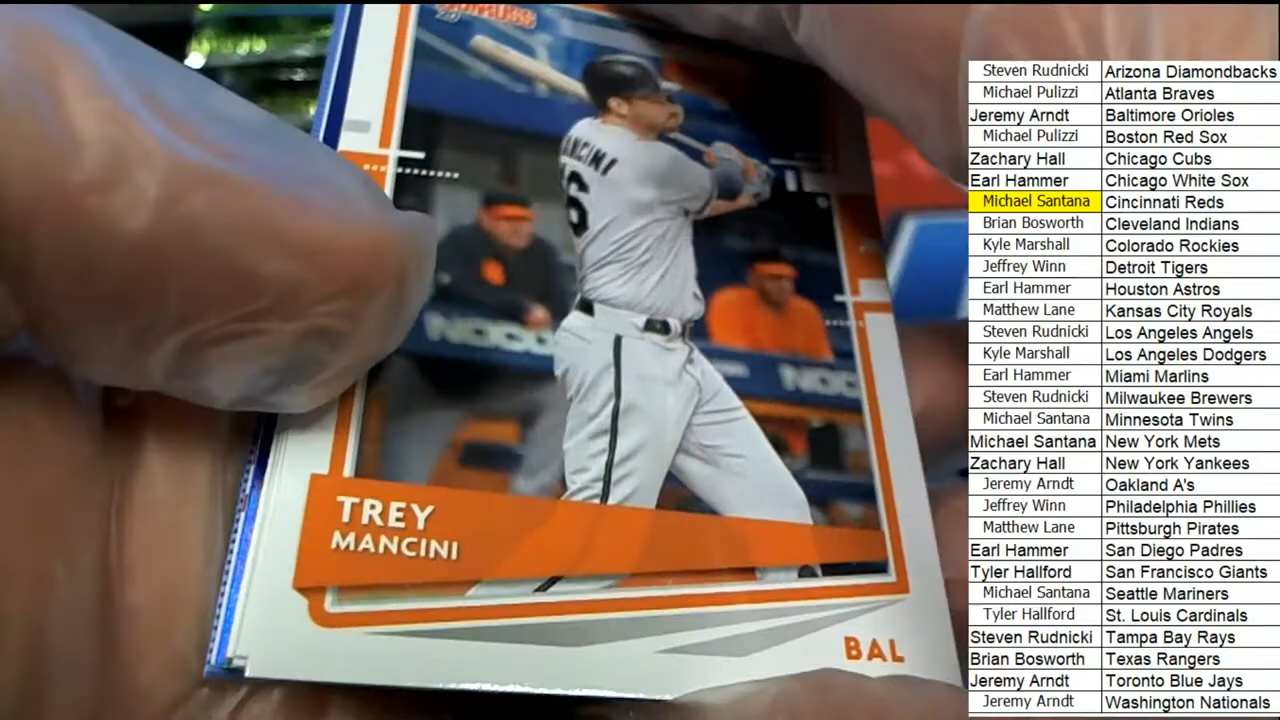 MANCINI
6
TREY
MANCINI
BAL
Steven Rudnicki Arizona Diamondbacks
Michael Pulizzi Atlanta Braves
Jeremy Arndt Baltimore Orioles
Michael Pulizzi Boston Red Sox
Zachary Hall Chicago Cubs
Earl Hammer Chicago White Sox
Michael Santana Cincinnati Reds
Brian Bosworth Cleveland Indians
Kyle Marshall Colorado Rockies
Jeffrey Winn Detroit Tigers
Earl Hammer Houston Astros
Matthew Lane Kansas City Royals
Steven Rudnicki Los Angeles Angels
Kyle Marshall Los Angeles Dodgers
Earl Hammer Miami Marlins
Steven Rudnicki Milwaukee Brewers
Michael Santana Minnesota Twins
Michael Santana New York Mets
Zachary Hall New York Yankees
Jeremy Arndt Oakland A's
Jeffrey Winn Philadelphia Phillies
Matthew Lane Pittsburgh Pirates
Earl Hammer San Diego Padres
Tyler Hallford San Francisco Giants
Michael Santana Seattle Mariners
Tyler Hallford St. Louis Cardinals
Steven Rudnicki Tampa Bay Rays
Brian Bosworth Texas Rangers
Jeremy Arndt Toronto Blue Jays
Jeremy Arndt Washington Nationals